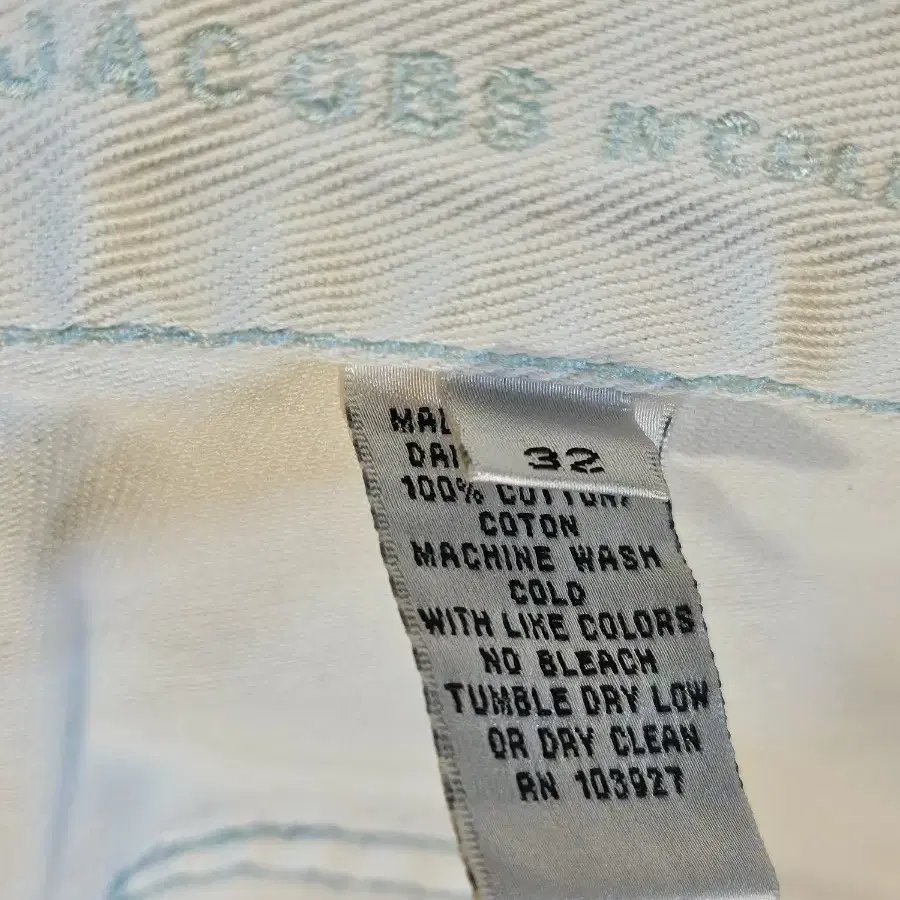 JACOBS
32
100% COTTON/
COTON
MACHINE WASH
COLD
WITH LIKE COLORS
NO BLEACH
TUMBLE DRY LOW
OR DRY CLEAN
RN 103927